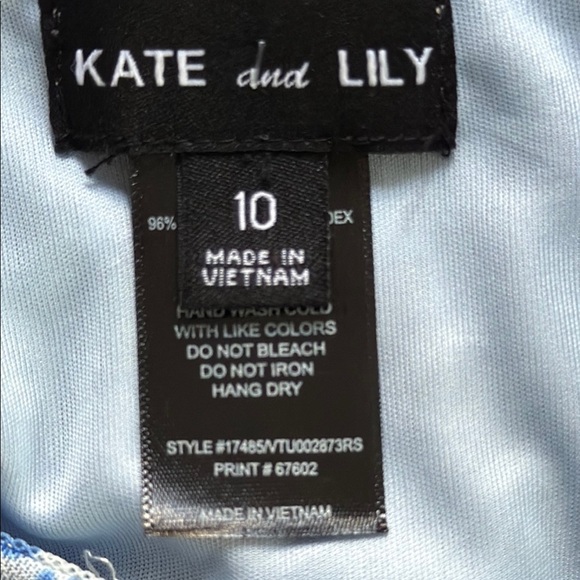 KATE and LILY
10
MADE IN
VIETNAM
96% DEX
HAND WASH COLD
WITH LIKE COLORS
DO NOT BLEACH
DO NOT IRON
HANG DRY
STYLE #17485/VTU002873RS
PRINT # 67602
MADE IN VIETNAM